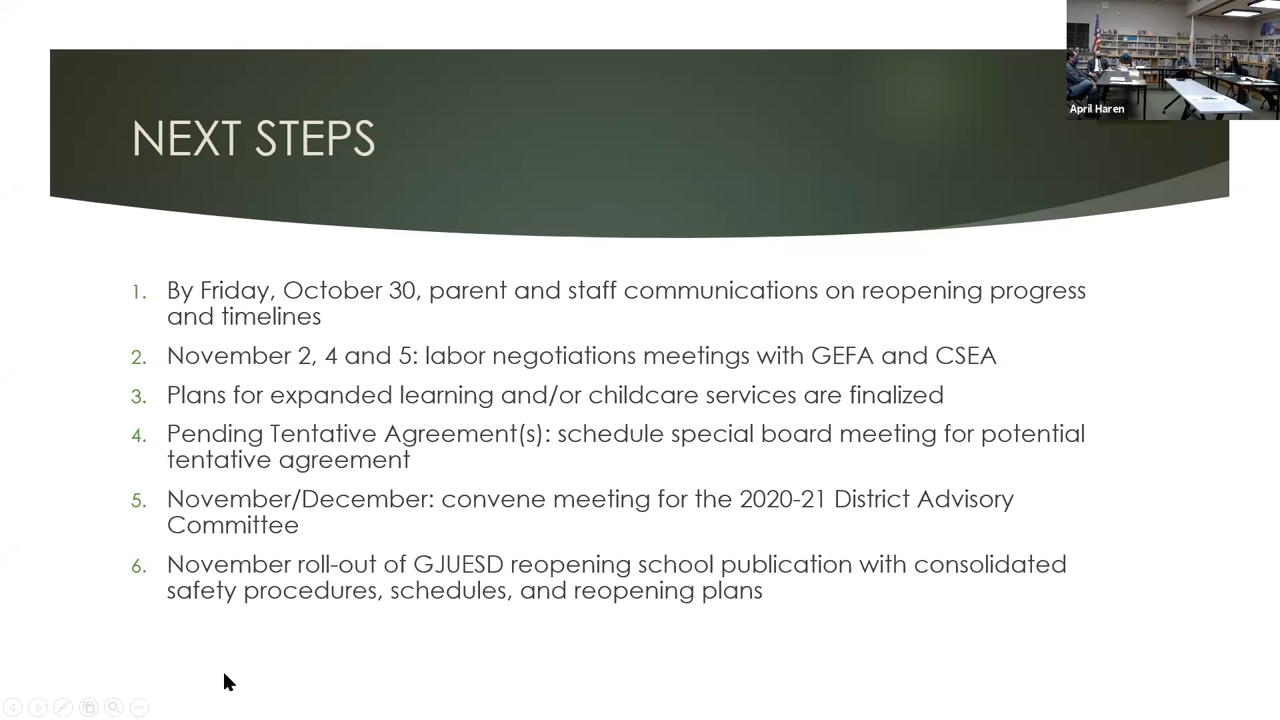 April Haren
NEXT STEPS
1. By Friday, October 30, parent and staff communications on reopening progress
and timelines
2. November 2, 4 and 5: labor negotiations meetings with GEFA and CSEA
3. Plans for expanded learning and/or childcare services are finalized
4. Pending Tentative Agreement(s): schedule special board meeting for potential
tentative agreement
5. November/December: convene meeting for the 2020-21 District Advisory
Committee
6. November roll-out of GJUESD reopening school publication with consolidated
safety procedures, schedules, and reopening plans